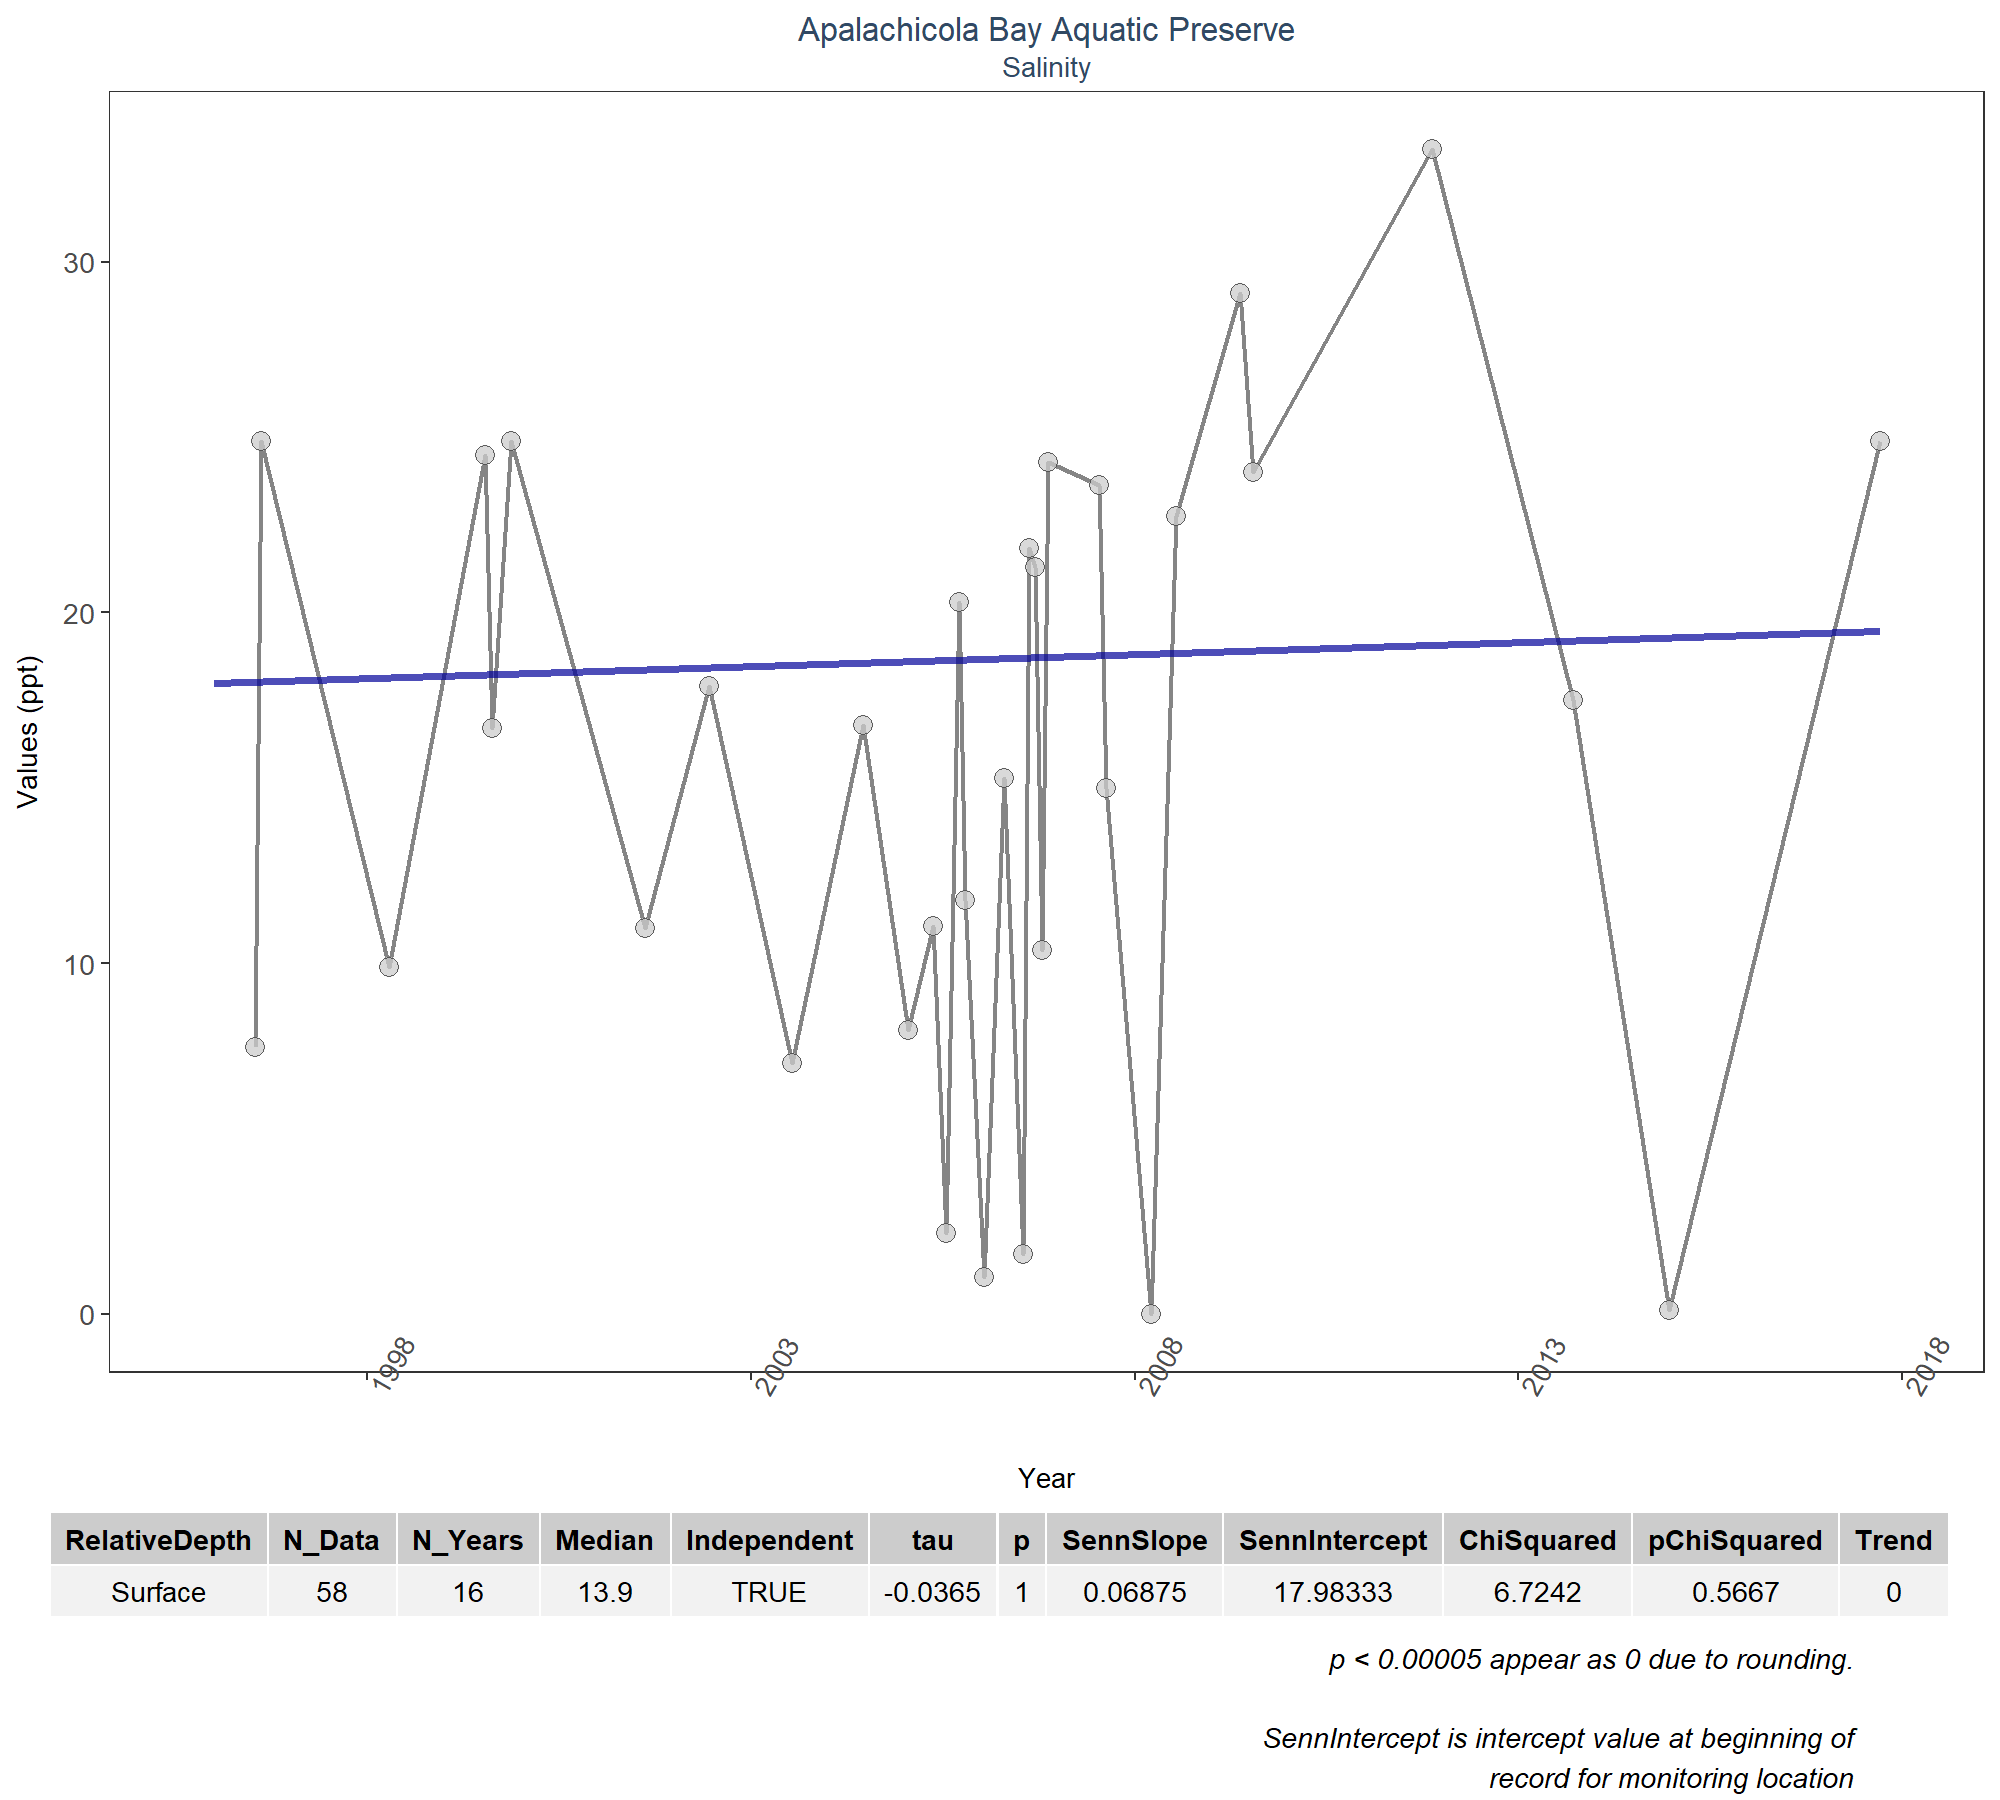 Apalachicola Bay Aquatic Preserve
Salinity
Values (ppt)
30
20
10
0
1998 2003 2008 2013 2018
Year
RelativeDepth N_Data N_Years Median Independent tau p SennSlope SennIntercept ChiSquared pChiSquared Trend
Surface 58 16 13.9 TRUE -0.0365 1 0.06875 17.98333 6.7242 0.5667 0
p < 0.00005 appear as 0 due to rounding.
SennIntercept is intercept value at beginning of
record for monitoring location